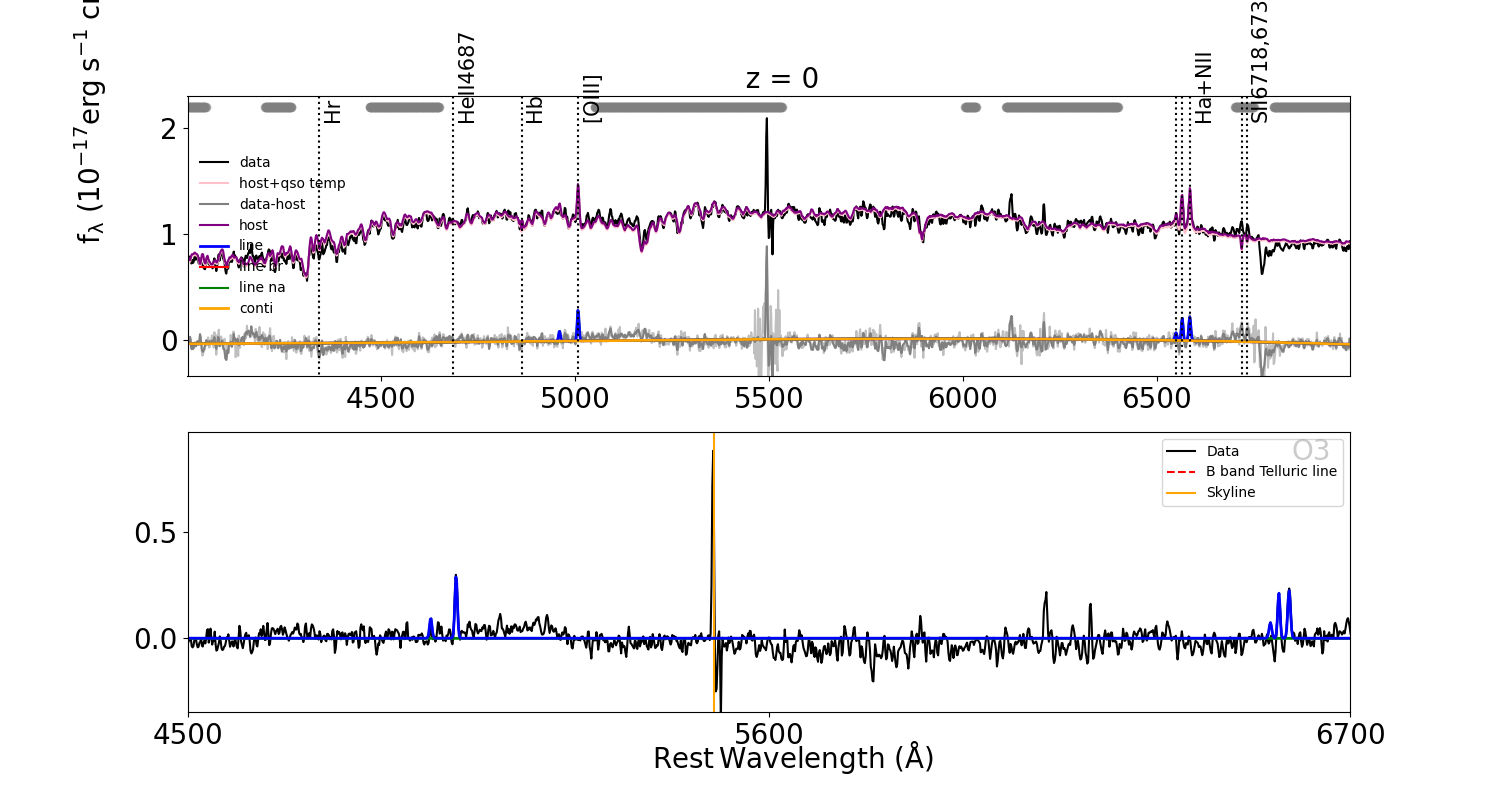 z = 0
fλ (10−17erg s−1 c
Hr
HeII4687
Hb
[OIII]
Ha+NII
SII6718,673
2
1
0
data
host+qso temp
data-host
host
line
line br
line na
conti
4500 5000 5500 6000 6500
O3
Data
B band Telluric line
Skyline
0.5
0.0
4500 5600 6700
Rest Wavelength (Å)